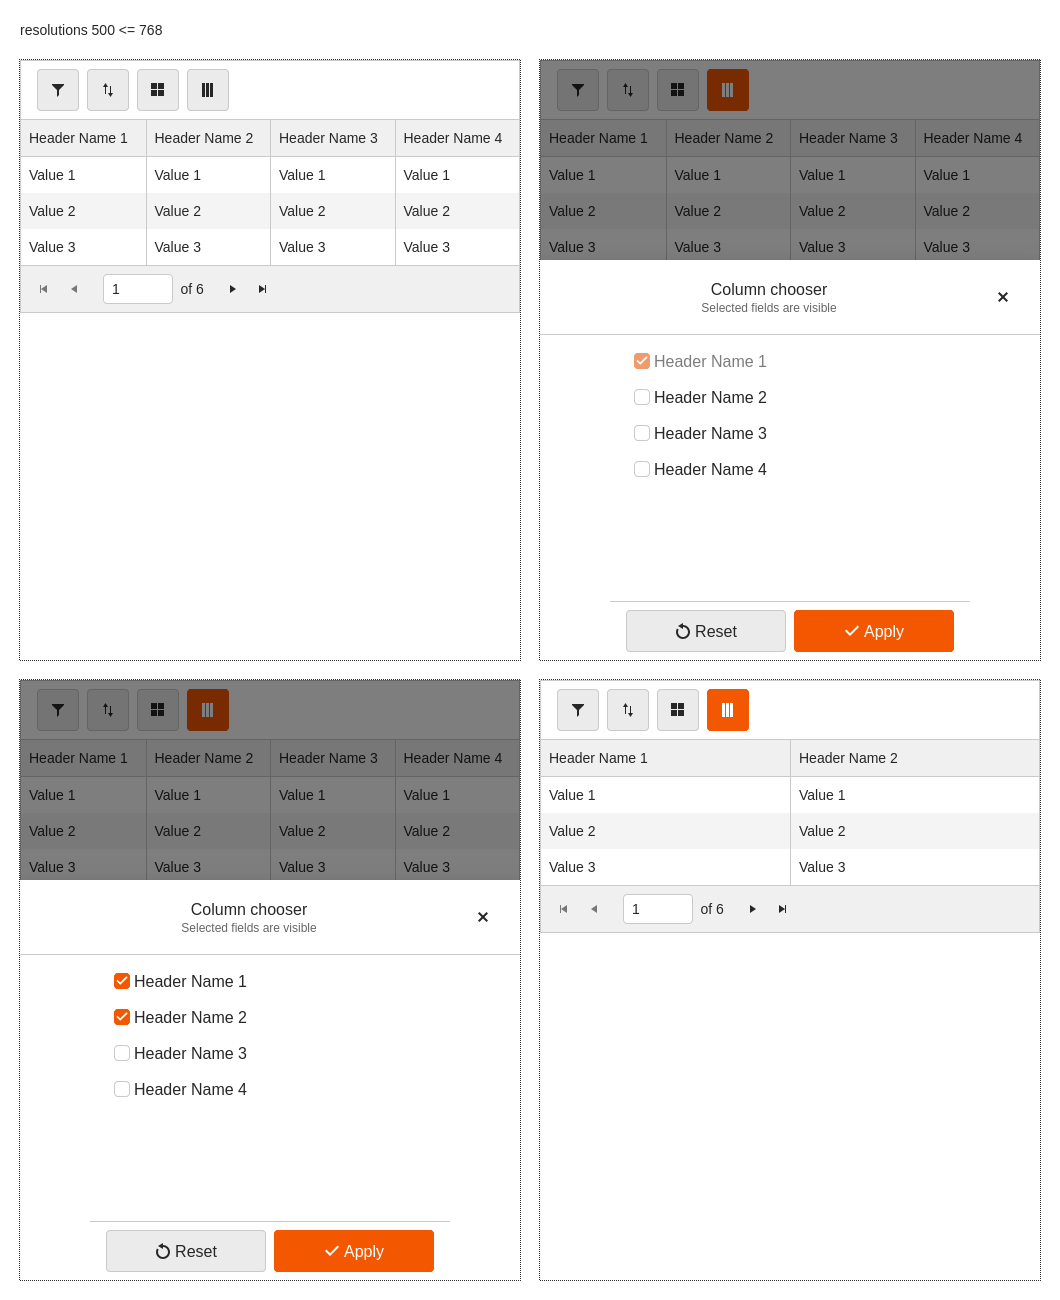 resolutions 500 <= 768
Header Name 1 Header Name 2 Header Name 3 Header Name 4
Value 1 Value 1 Value 1 Value 1
Value 2 Value 2 Value 2 Value 2
Value 3 Value 3 Value 3 Value 3
1 of 6
Header Name 1 Header Name 2 Header Name 3 Header Name 4
Value 1 Value 1 Value 1 Value 1
Value 2 Value 2 Value 2 Value 2
Value 3 Value 3 Value 3 Value 3
Column chooser
Selected fields are visible
Header Name 1
Header Name 2
Header Name 3
Header Name 4
Reset Apply
Header Name 1 Header Name 2 Header Name 3 Header Name 4
Value 1 Value 1 Value 1 Value 1
Value 2 Value 2 Value 2 Value 2
Value 3 Value 3 Value 3 Value 3
Column chooser
Selected fields are visible
Header Name 1
Header Name 2
Header Name 3
Header Name 4
Reset Apply
Header Name 1 Header Name 2
Value 1 Value 1
Value 2 Value 2
Value 3 Value 3
1 of 6